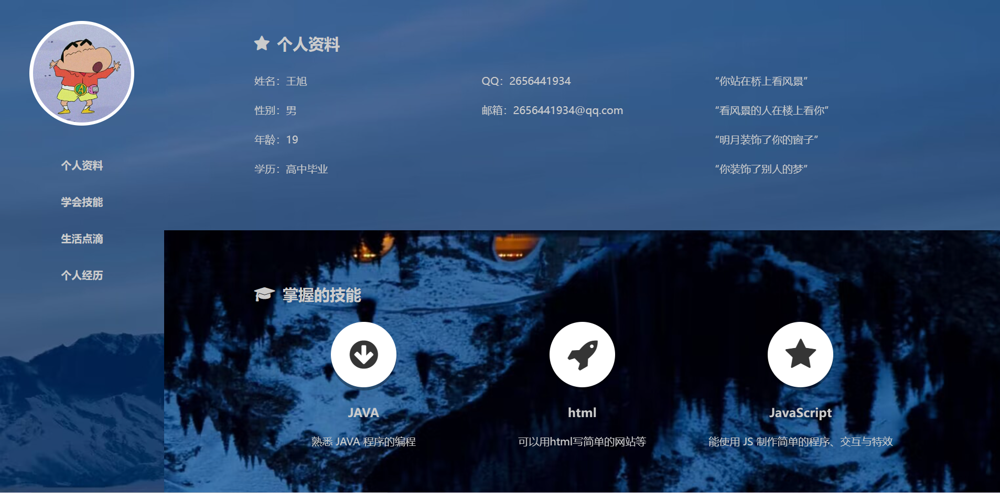 个人资料
学会技能
生活点滴
个人经历
个人资料
姓名：王旭
性别：男
年龄：19
学历：高中毕业
QQ：2656441934
邮箱：2656441934@qq.com
“你站在桥上看风景”
“看风景的人在楼上看你”
“明月装饰了你的窗子”
“你装饰了别人的梦”
掌握的技能
JAVA
熟悉 JAVA 程序的编程
html
可以用html写简单的网站等
JavaScript
能使用 JS 制作简单的程序、交互与特效